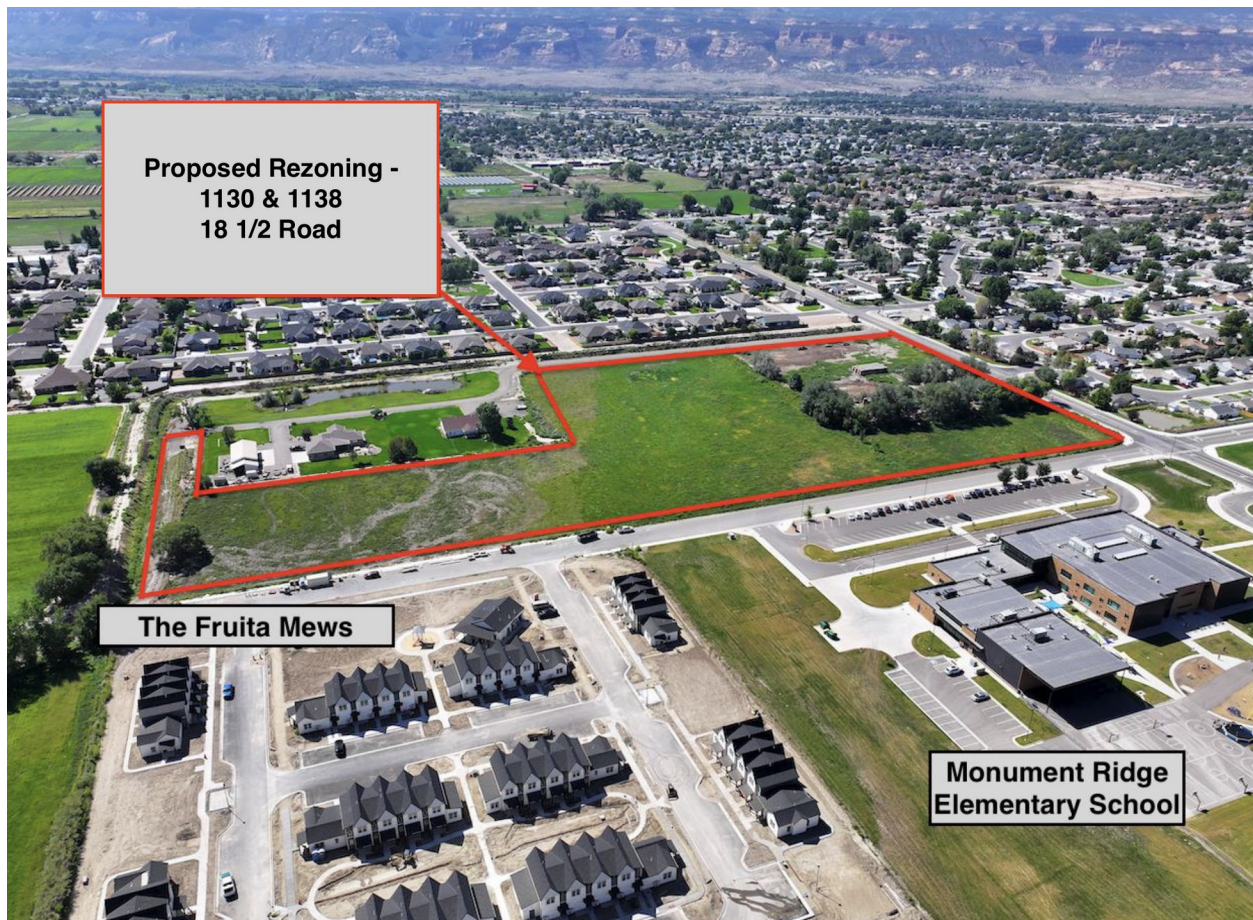 Proposed Rezoning -
1130 & 1138
18 1/2 Road
The Fruita Mews
Monument Ridge
Elementary School